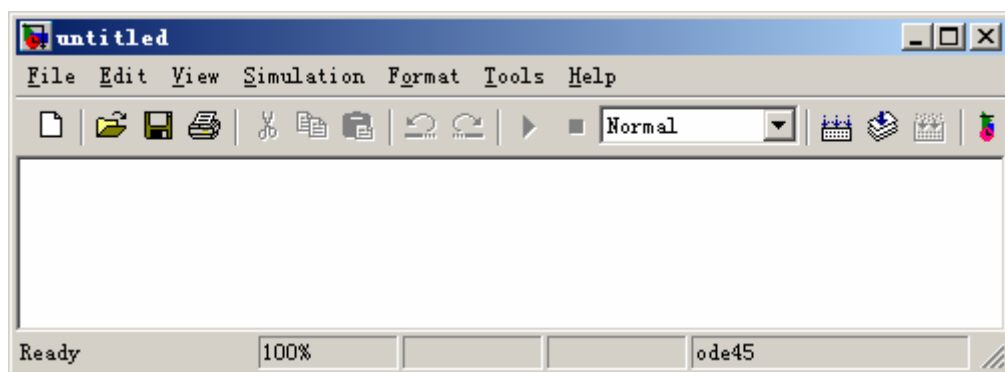 untitled
File Edit View Simulation Format Tools Help
Normal
Ready 100% ode45